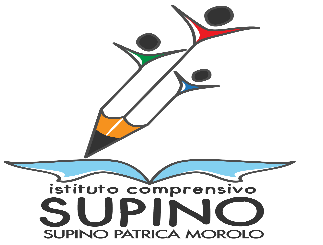 istituto comprensivo
SUPINO
SUPINO PATRICA MOROLO